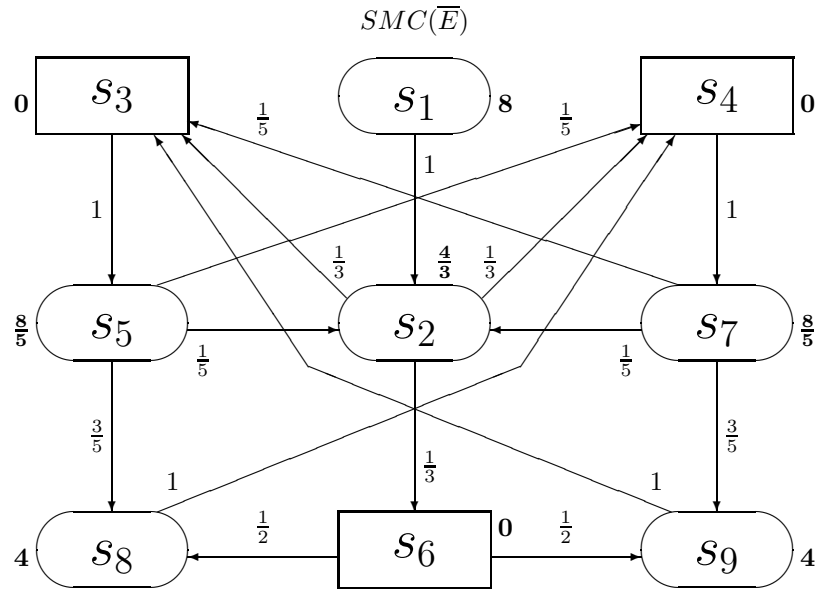 SMC(E̅)
0 s₃ s₁ 8 s₄ 0
1/5 1/5
1
1 1
1/3 4/3 1/3
8/5 s₅ s₂ s₇ 8/5
1/5 1/5
3/5 3/5
1/3
1 1
1/2 0 1/2
4 s₈ s₆ s₉ 4